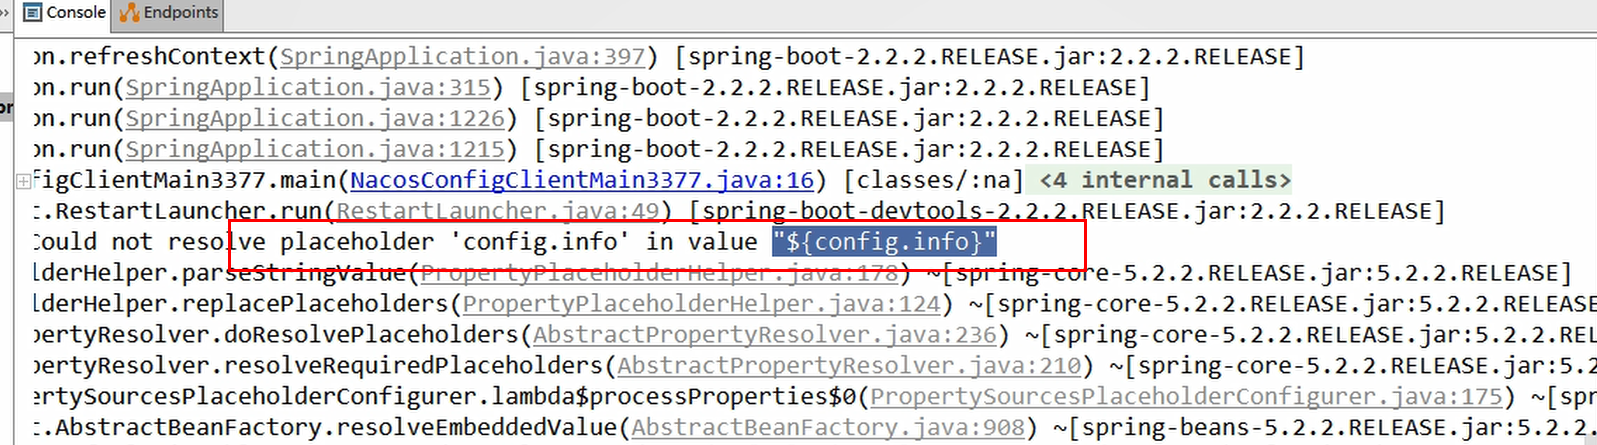 Console Endpoints
on.refreshContext(SpringApplication.java:397) [spring-boot-2.2.2.RELEASE.jar:2.2.2.RELEASE]
on.run(SpringApplication.java:315) [spring-boot-2.2.2.RELEASE.jar:2.2.2.RELEASE]
on.run(SpringApplication.java:1226) [spring-boot-2.2.2.RELEASE.jar:2.2.2.RELEASE]
on.run(SpringApplication.java:1215) [spring-boot-2.2.2.RELEASE.jar:2.2.2.RELEASE]
figClientMain3377.main(NacosConfigClientMain3377.java:16) [classes/:na] <4 internal calls>
t.RestartLauncher.run(RestartLauncher.java:49) [spring-boot-devtools-2.2.2.RELEASE.jar:2.2.2.RELEASE]
Could not resolve placeholder 'config.info' in value "${config.info}"
lderHelper.parseStringValue(PropertyPlaceholderHelper.java:178) ~[spring-core-5.2.2.RELEASE.jar:5.2.2.RELEASE]
lderHelper.replacePlaceholders(PropertyPlaceholderHelper.java:124) ~[spring-core-5.2.2.RELEASE.jar:5.2.2.RELEA
pertyResolver.doResolvePlaceholders(AbstractPropertyResolver.java:236) ~[spring-core-5.2.2.RELEASE.jar:5.2.2.REL
pertyResolver.resolveRequiredPlaceholders(AbstractPropertyResolver.java:210) ~[spring-core-5.2.2.RELEASE.jar:5.2
ertySourcesPlaceholderConfigurer.lambda$processProperties$0(PropertySourcesPlaceholderConfigurer.java:175) ~[spr
t.AbstractBeanFactory.resolveEmbeddedValue(AbstractBeanFactory.java:908) ~[spring-beans-5.2.2.RELEASE.jar:5.2.2.